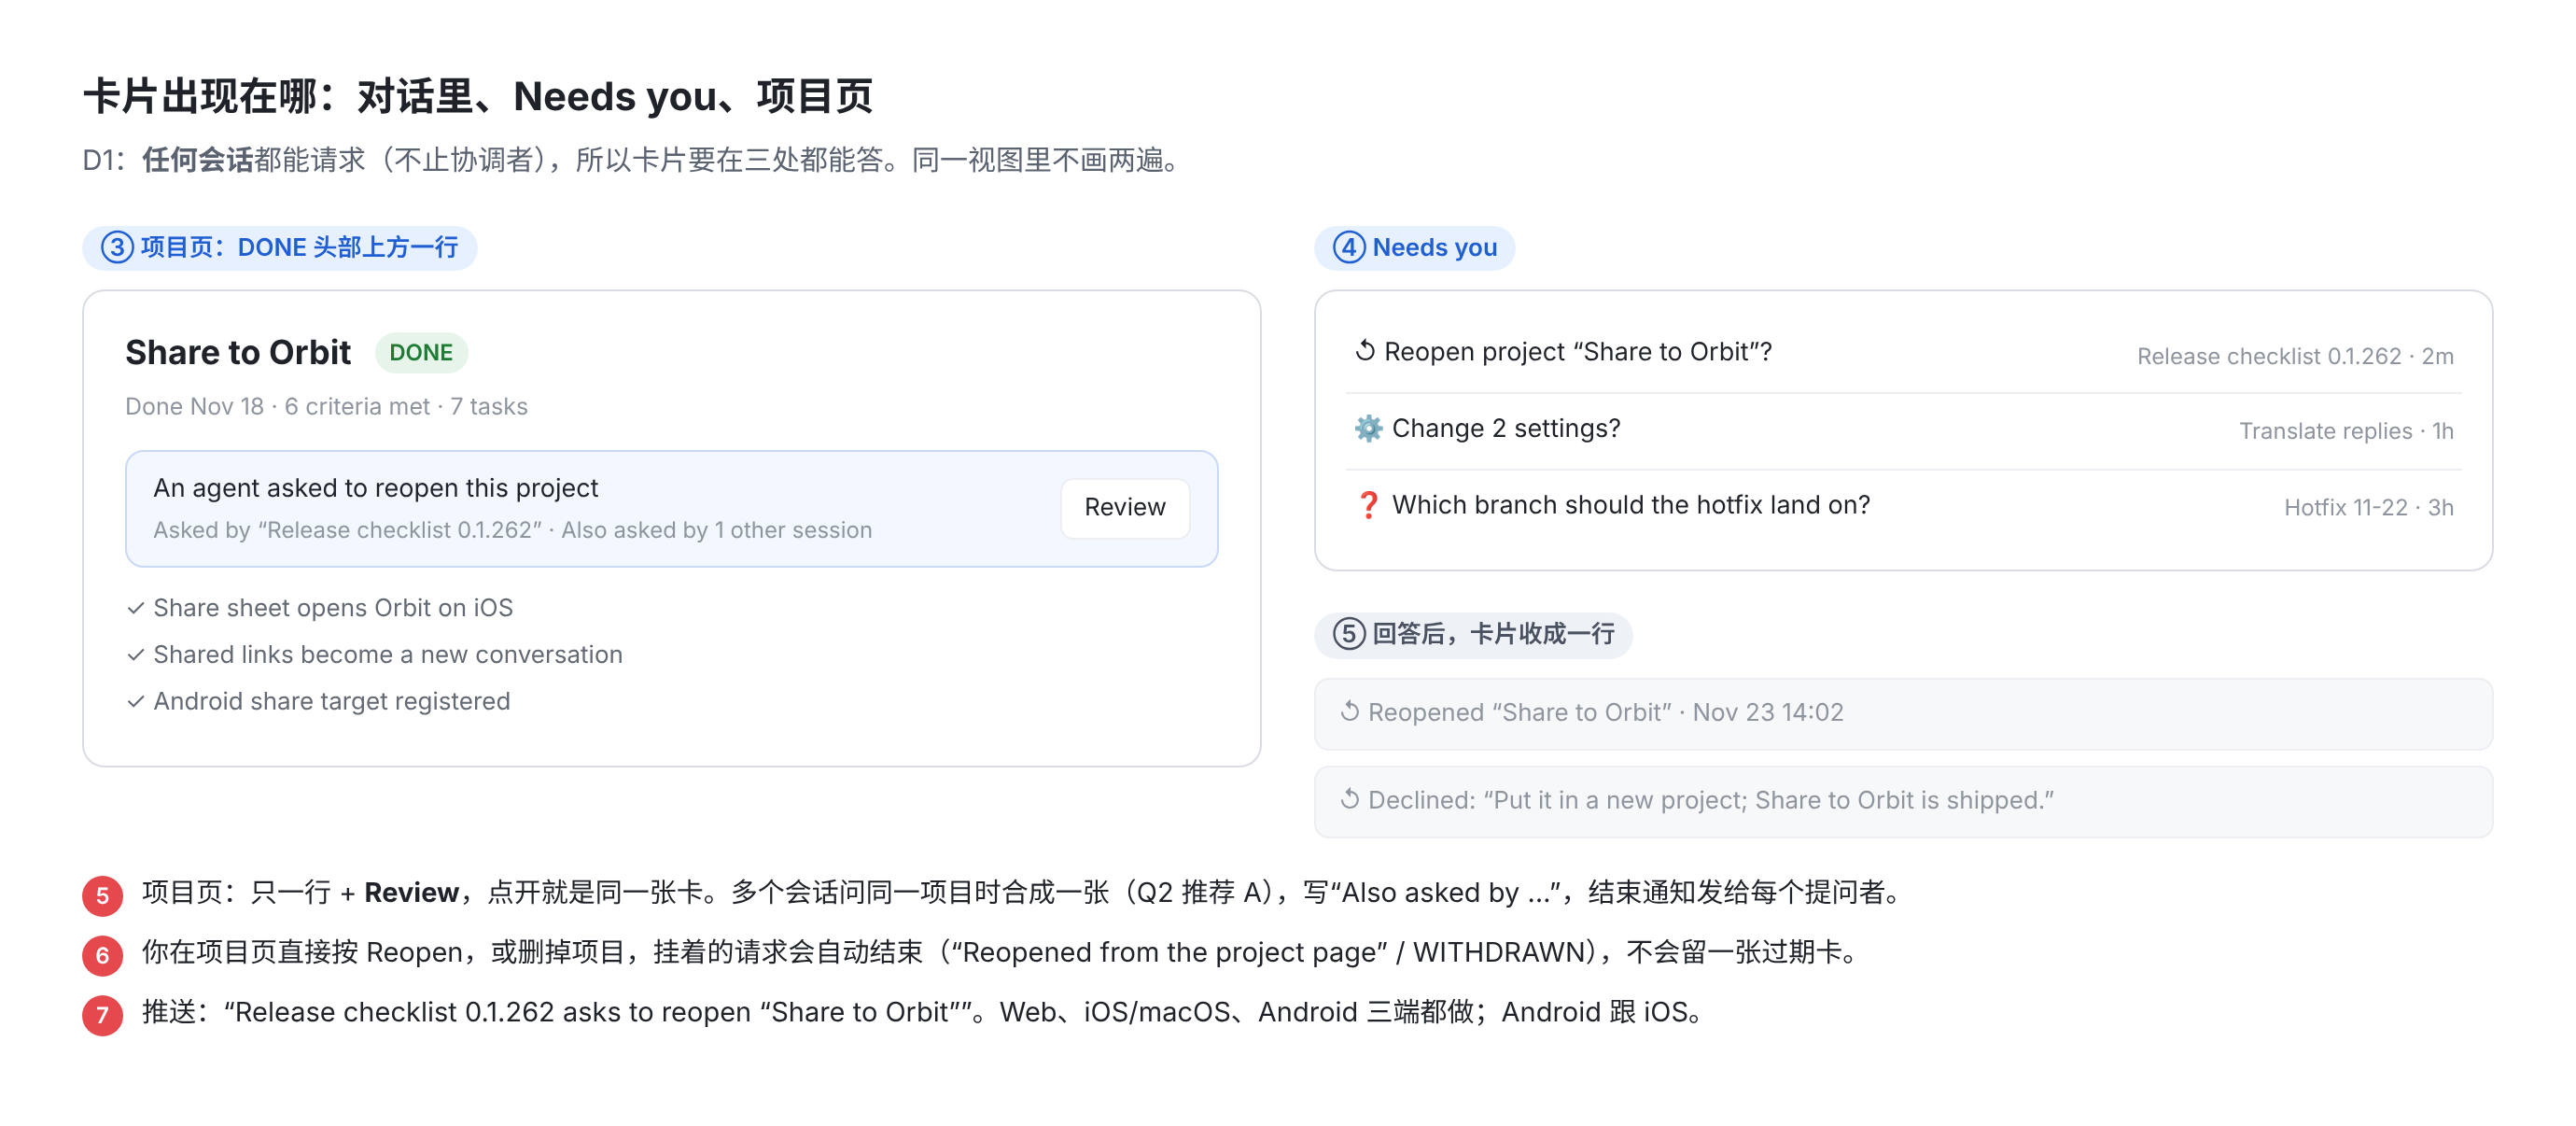 卡片出现在哪：对话里、Needs you、项目页
D1：任何会话都能请求（不止协调者），所以卡片要在三处都能答。同一视图里不画两遍。
③ 项目页：DONE 头部上方一行
Share to Orbit DONE
Done Nov 18 · 6 criteria met · 7 tasks
An agent asked to reopen this project
Asked by “Release checklist 0.1.262” · Also asked by 1 other session
Review
✓ Share sheet opens Orbit on iOS
✓ Shared links become a new conversation
✓ Android share target registered
④ Needs you
Reopen project “Share to Orbit”? Release checklist 0.1.262 · 2m
⚙️ Change 2 settings? Translate replies · 1h
❓ Which branch should the hotfix land on? Hotfix 11-22 · 3h
⑤ 回答后，卡片收成一行
Reopened “Share to Orbit” · Nov 23 14:02
Declined: “Put it in a new project; Share to Orbit is shipped.”
5 项目页：只一行 + Review，点开就是同一张卡。多个会话问同一项目时合成一张（Q2 推荐 A），写“Also asked by …”，结束通知发给每个提问者。
6 你在项目页直接按 Reopen，或删掉项目，挂着的请求会自动结束（“Reopened from the project page” / WITHDRAWN），不会留一张过期卡。
7 推送：“Release checklist 0.1.262 asks to reopen “Share to Orbit””。Web、iOS/macOS、Android 三端都做；Android 跟 iOS。